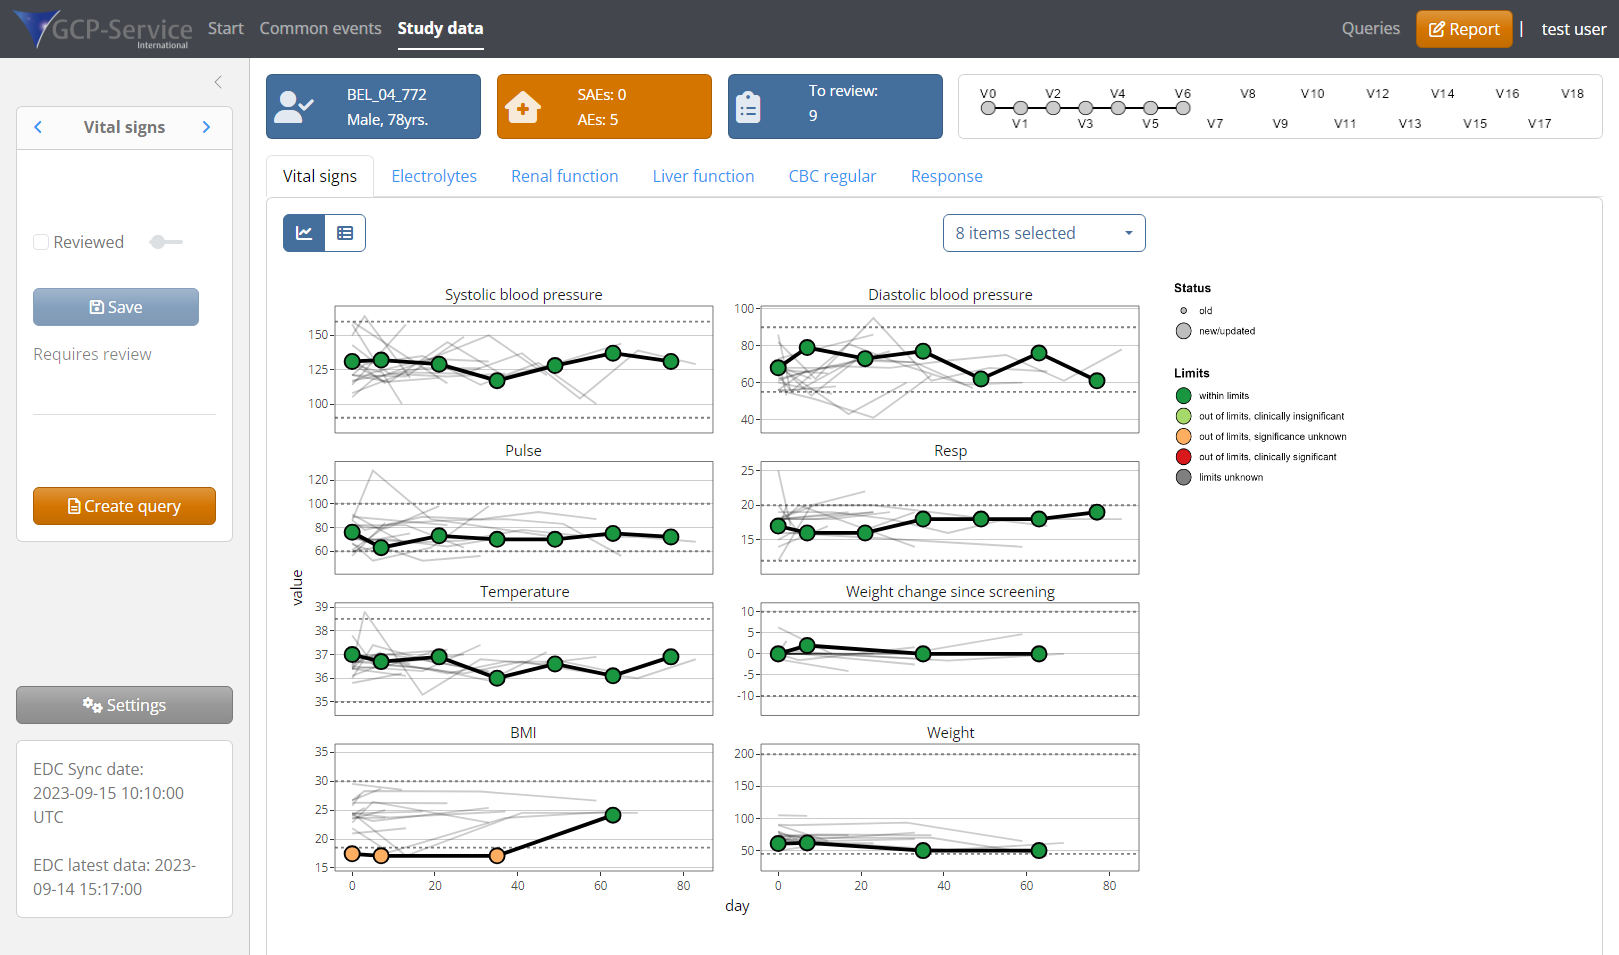 GCP-Service
International
Start
Common events
Study data
Queries
Report
|
test user
Vital signs
Reviewed
Save
Requires review
Create query
Settings
EDC Sync date:
2023-09-15 10:10:00
UTC
EDC latest data: 2023-
09-14 15:17:00
BEL_04_772
Male, 78yrs.
SAEs: 0
AEs: 5
To review:
9
V0 V2 V4 V6 V8 V10 V12 V14 V16 V18
V1 V3 V5 V7 V9 V11 V13 V15 V17
Vital signs
Electrolytes
Renal function
Liver function
CBC regular
Response
8 items selected
Systolic blood pressure
150
125
100
Diastolic blood pressure
100
80
60
40
Pulse
120
100
80
60
Resp
25
20
15
Temperature
39
38
37
36
35
Weight change since screening
10
5
0
-5
-10
BMI
35
30
25
20
15
0 20 40 60 80
Weight
200
150
100
50
0 20 40 60 80
value
day
Status
old
new/updated
Limits
within limits
out of limits, clinically insignificant
out of limits, significance unknown
out of limits, clinically significant
limits unknown